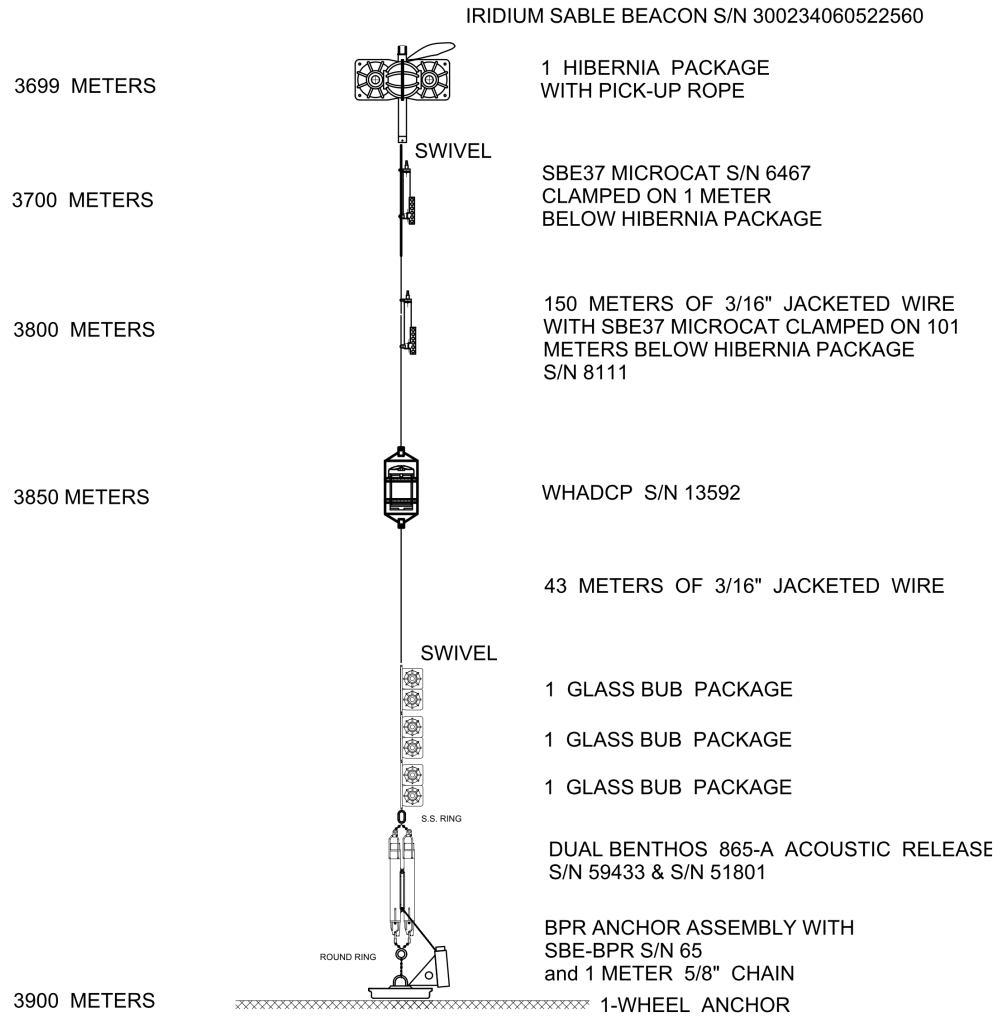 IRIDIUM SABLE BEACON S/N 300234060522560
3699 METERS
1 HIBERNIA PACKAGE
WITH PICK-UP ROPE
SWIVEL
3700 METERS
SBE37 MICROCAT S/N 6467
CLAMPED ON 1 METER
BELOW HIBERNIA PACKAGE
3800 METERS
150 METERS OF 3/16" JACKETED WIRE
WITH SBE37 MICROCAT CLAMPED ON 101
METERS BELOW HIBERNIA PACKAGE
S/N 8111
3850 METERS
WHADCP S/N 13592
43 METERS OF 3/16" JACKETED WIRE
SWIVEL
1 GLASS BUB PACKAGE
1 GLASS BUB PACKAGE
1 GLASS BUB PACKAGE
S.S. RING
DUAL BENTHOS 865-A ACOUSTIC RELEASE
S/N 59433 & S/N 51801
BPR ANCHOR ASSEMBLY WITH
SBE-BPR S/N 65
and 1 METER 5/8" CHAIN
ROUND RING
3900 METERS
1-WHEEL ANCHOR